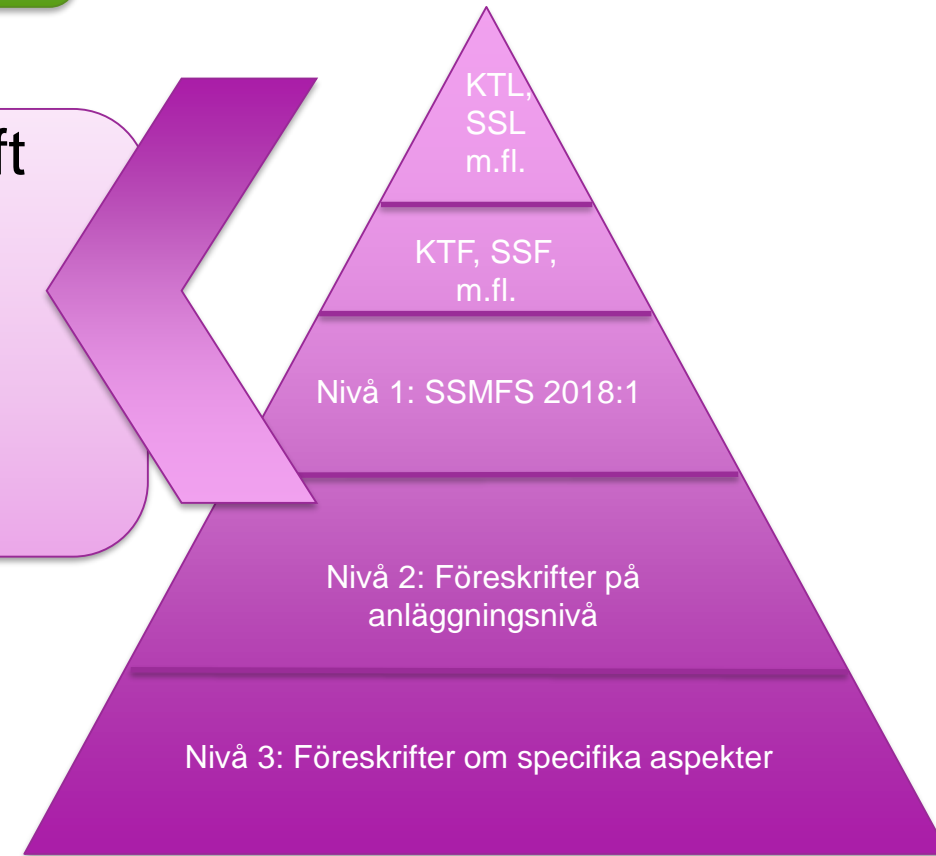 ft
KTL,
SSL
m.fl.
KTF, SSF,
m.fl.
Nivå 1: SSMFS 2018:1
Nivå 2: Föreskrifter på
anläggningsnivå
Nivå 3: Föreskrifter om specifika aspekter